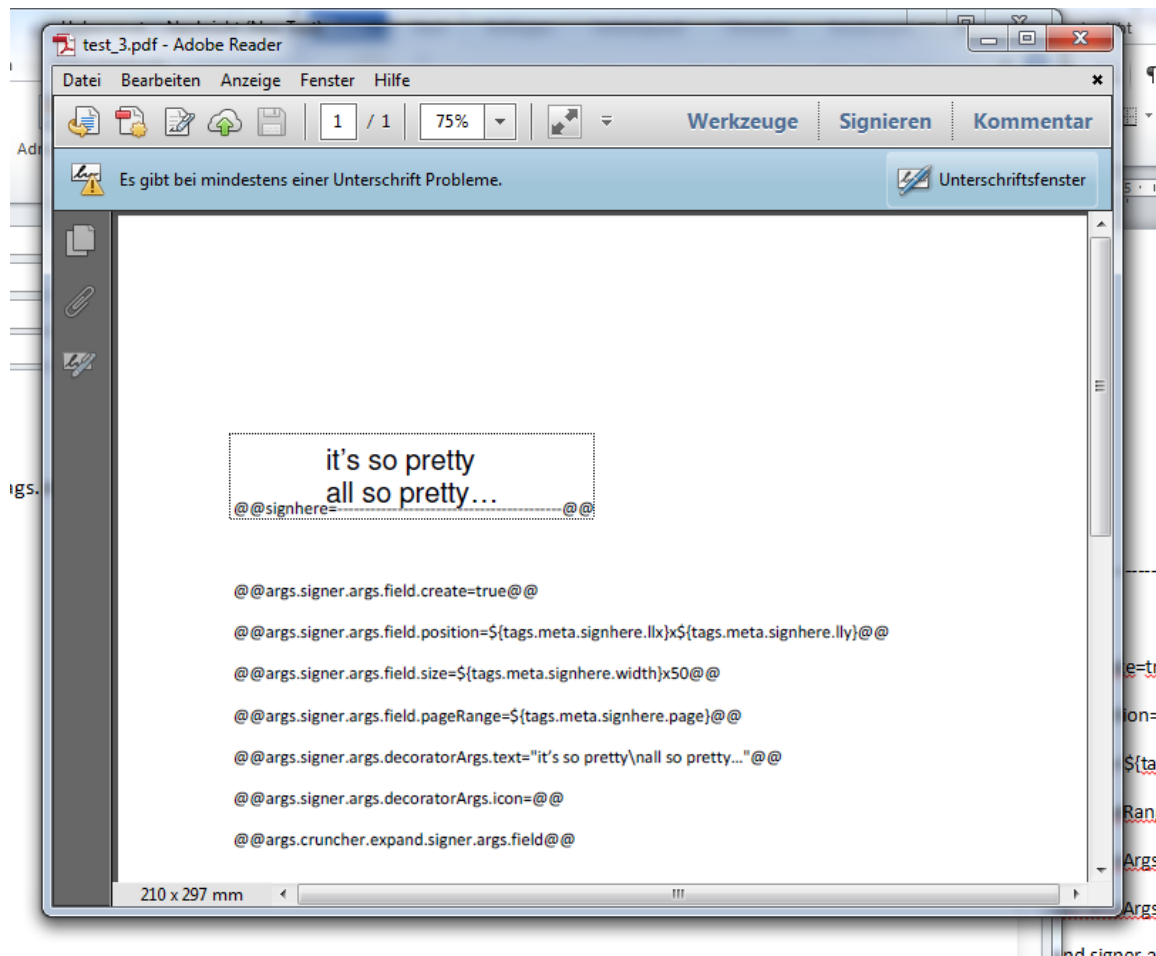 test_3.pdf - Adobe Reader
Datei Bearbeiten Anzeige Fenster Hilfe
1 / 1 75% Werkzeuge Signieren Kommentar
Es gibt bei mindestens einer Unterschrift Probleme. Unterschriftsfenster
it's so pretty
all so pretty…
@@signhere=-----------------------------------------@@
@@args.signer.args.field.create=true@@
@@args.signer.args.field.position=${tags.meta.signhere.llx}x${tags.meta.signhere.lly}@@
@@args.signer.args.field.size=${tags.meta.signhere.width}x50@@
@@args.signer.args.field.pageRange=${tags.meta.signhere.page}@@
@@args.signer.args.decoratorArgs.text="it’s so pretty\nall so pretty…"@@
@@args.signer.args.decoratorArgs.icon=@@
@@args.cruncher.expand.signer.args.field@@
210 x 297 mm